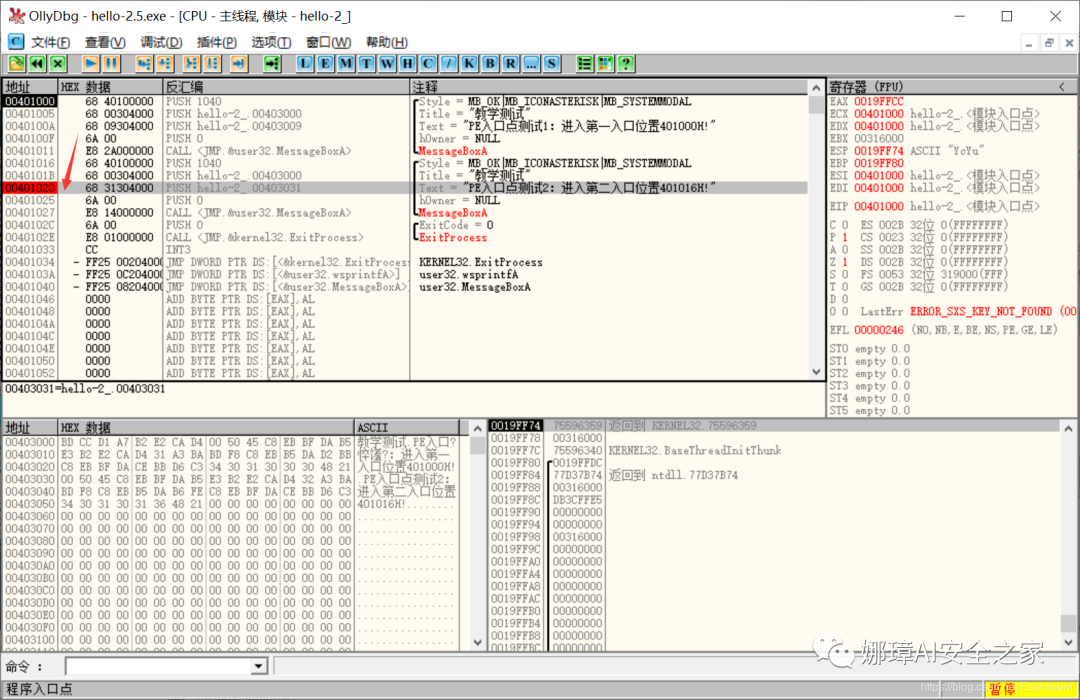 OllyDbg - hello-2.5.exe - [CPU - 主线程, 模块 - hello-2_]
文件(F) 查看(V) 调试(D) 插件(P) 选项(T) 窗口(W) 帮助(H)
L E M T W H C / K B R ... S ?
地址 HEX 数据 反汇编 注释
00401000 68 40100000 PUSH 1040 Style = MB_OK|MB_ICONASTERISK|MB_SYSTEMMODAL
00401005 68 00304000 PUSH hello-2_.00403000 Title = "教学测试"
0040100A 68 09304000 PUSH hello-2_.00403009 Text = "PE入口点测试1：进入第一入口位置401000H!"
0040100F 6A 00 PUSH 0 hOwner = NULL
00401011 E8 2A000000 CALL <JMP.&user32.MessageBoxA> MessageBoxA
00401016 68 40100000 PUSH 1040 Style = MB_OK|MB_ICONASTERISK|MB_SYSTEMMODAL
0040101B 68 00304000 PUSH hello-2_.00403000 Title = "教学测试"
00401020 68 31304000 PUSH hello-2_.00403031 Text = "PE入口点测试2：进入第二入口位置401016H!"
00401025 6A 00 PUSH 0 hOwner = NULL
00401027 E8 14000000 CALL <JMP.&user32.MessageBoxA> MessageBoxA
0040102C 6A 00 PUSH 0 ExitCode = 0
0040102E E8 01000000 CALL <JMP.&kernel32.ExitProcess> ExitProcess
00401033 CC INT3
00401034 - FF25 00204000 JMP DWORD PTR DS:[<&kernel32.ExitProces KERNEL32.ExitProcess
0040103A - FF25 0C204000 JMP DWORD PTR DS:[<&user32.wsprintfA>] user32.wsprintfA
00401040 - FF25 08204000 JMP DWORD PTR DS:[<&user32.MessageBoxA> user32.MessageBoxA
00401046 0000 ADD BYTE PTR DS:[EAX],AL
00401048 0000 ADD BYTE PTR DS:[EAX],AL
0040104A 0000 ADD BYTE PTR DS:[EAX],AL
0040104C 0000 ADD BYTE PTR DS:[EAX],AL
0040104E 0000 ADD BYTE PTR DS:[EAX],AL
00401050 0000 ADD BYTE PTR DS:[EAX],AL
00401052 0000 ADD BYTE PTR DS:[EAX],AL
00403031=hello-2_.00403031
寄存器 (FPU) <
EAX 0019FFCC
ECX 00401000 hello-2_.<模块入口点>
EDX 00401000 hello-2_.<模块入口点>
EBX 00316000
ESP 0019FF74 ASCII "YcYu"
EBP 0019FF80
ESI 00401000 hello-2_.<模块入口点>
EDI 00401000 hello-2_.<模块入口点>
EIP 00401000 hello-2_.<模块入口点>
C 0 ES 002B 32位 0(FFFFFFFF)
P 1 CS 0023 32位 0(FFFFFFFF)
A 0 SS 002B 32位 0(FFFFFFFF)
Z 1 DS 002B 32位 0(FFFFFFFF)
S 0 FS 0053 32位 319000(FFF)
T 0 GS 002B 32位 0(FFFFFFFF)
D 0
O 0 LastErr ERROR_SXS_KEY_NOT_FOUND (00
EFL 00000246 (NO,NB,E,BE,NS,PE,GE,LE)
ST0 empty 0.0
ST1 empty 0.0
ST2 empty 0.0
ST3 empty 0.0
ST4 empty 0.0
ST5 empty 0.0
地址 HEX 数据 ASCII
00403000 BD CC D1 A7 B2 E2 CA D4 00 50 45 C8 EB BF DA B5 教学测试.PE入口?
00403010 E3 B2 E2 CA D4 31 A3 BA BD F8 C8 EB B5 DA D2 BB 进入第一
00403020 C8 EB BF DA CE BB D6 C3 34 30 31 30 30 30 48 21 入口位置401000H!
00403030 00 50 45 C8 EB BF DA B5 E3 B2 E2 CA D4 32 A3 BA .PE入口点测试2：
00403040 BD F8 C8 EB B5 DA B6 FE C8 EB BF DA CE BB D6 C3 进入第二入口位置
00403050 34 30 31 30 31 36 48 21 00 00 00 00 00 00 00 00 401016H!........
00403060 00 00 00 00 00 00 00 00 00 00 00 00 00 00 00 00 ................
00403070 00 00 00 00 00 00 00 00 00 00 00 00 00 00 00 00 ................
00403080 00 00 00 00 00 00 00 00 00 00 00 00 00 00 00 00 ................
00403090 00 00 00 00 00 00 00 00 00 00 00 00 00 00 00 00 ................
004030A0 00 00 00 00 00 00 00 00 00 00 00 00 00 00 00 00 ................
004030B0 00 00 00 00 00 00 00 00 00 00 00 00 00 00 00 00 ................
004030C0 00 00 00 00 00 00 00 00 00 00 00 00 00 00 00 00 ................
004030D0 00 00 00 00 00 00 00 00 00 00 00 00 00 00 00 00 ................
004030E0 00 00 00 00 00 00 00 00 00 00 00 00 00 00 00 00 ................
004030F0 00 00 00 00 00 00 00 00 00 00 00 00 00 00 00 00 ................
00403100 00 00 00 00 00 00 00 00 00 00 00 00 00 00 00 00 ................
0019FF74 75596359 返回到 KERNEL32.75596359
0019FF78 00316000
0019FF7C 75596340 KERNEL32.BaseThreadInitThunk
0019FF80 0019FFDC
0019FF84 77D37B74 返回到 ntdll.77D37B74
0019FF88 00316000
0019FF8C DB3CFFE5
0019FF90 00000000
0019FF94 00000000
0019FF98 00316000
0019FF9C 00000000
0019FFA0 00000000
0019FFA4 00000000
0019FFA8 00000000
0019FFAC 00000000
0019FFB0 00000000
0019FFB4 00000000
0019FFB8 00000000
0019FFBC 00000000
命令：
娜璋AI安全之家
程序入口点
暂停